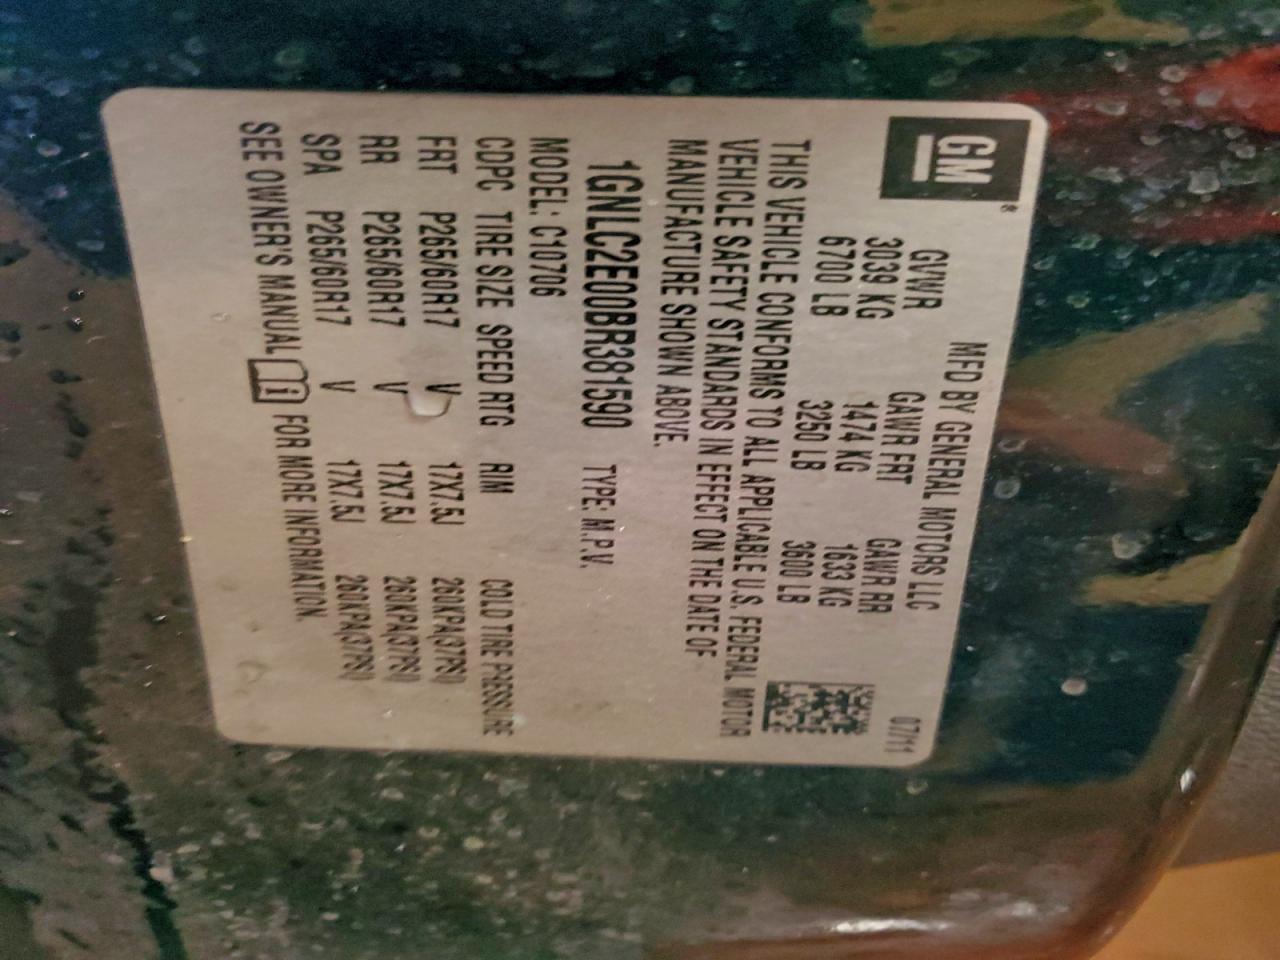 GM
MFD BY GENERAL MOTORS LLC
07/11
GVWR GAWR FRT GAWR RR
3039 KG 1474 KG 1633 KG
6700 LB 3250 LB 3600 LB
THIS VEHICLE CONFORMS TO ALL APPLICABLE U.S. FEDERAL MOTOR
VEHICLE SAFETY STANDARDS IN EFFECT ON THE DATE OF
MANUFACTURE SHOWN ABOVE.
1GNLC2E00BR381590 TYPE: M.P.V.
MODEL: C10706
CDPC TIRE SIZE SPEED RTG RIM COLD TIRE PRESSURE
FRT P265/60R17 V 17X7.5J 260KPA(37PSI)
RR P265/60R17 V 17X7.5J 260KPA(37PSI)
SPA P265/60R17 V 17X7.5J 260KPA(37PSI)
SEE OWNER'S MANUAL i FOR MORE INFORMATION.